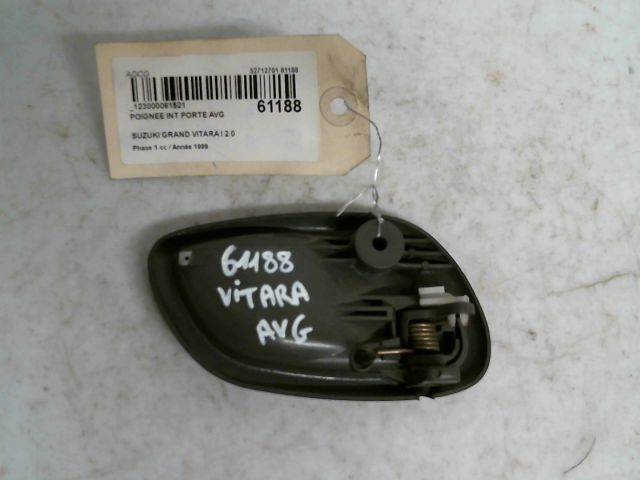 AOCO
52712701 61188
_123000061521
61188
POIGNEE INT PORTE AVG
SUZUKI GRAND VITARA I 2.0
Phase 1 cc / Année 1999
61188
ViTARA
AVG